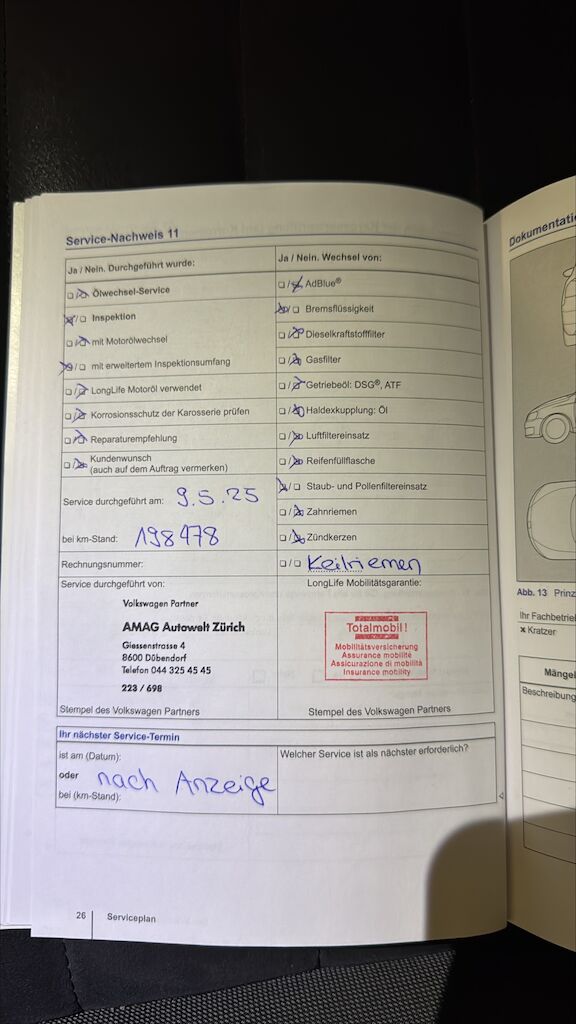 Service-Nachweis 11
Ja / Nein. Durchgeführt wurde:
Ölwechsel-Service
Inspektion
mit Motorölwechsel
mit erweitertem Inspektionsumfang
LongLife Motoröl verwendet
Korrosionsschutz der Karosserie prüfen
Reparaturempfehlung
Kundenwunsch
(auch auf dem Auftrag vermerken)
Service durchgeführt am: 9.5.25
bei km-Stand: 198478
Rechnungsnummer:
Ja / Nein. Wechsel von:
AdBlue®
Bremsflüssigkeit
Dieselkraftstofffilter
Gasfilter
Getriebeöl: DSG®, ATF
Haldexkupplung: Öl
Luftfiltereinsatz
Reifenfüllflasche
Staub- und Pollenfiltereinsatz
Zahnriemen
Zündkerzen
Keilriemen
Service durchgeführt von:
Volkswagen Partner
AMAG Autowelt Zürich
Giessenstrasse 4
8600 Dübendorf
Telefon 044 325 45 45
223 / 698
Stempel des Volkswagen Partners
LongLife Mobilitätsgarantie:
Totalmobil!
Mobilitätsversicherung
Assurance mobilité
Assicurazione di mobilità
Insurance mobility
Stempel des Volkswagen Partners
Ihr nächster Service-Termin
ist am (Datum):
oder nach Anzeige
bei (km-Stand):
Welcher Service ist als nächster erforderlich?
26 Serviceplan
Abb. 13
Ihr
x Kratzer
Beschreibung